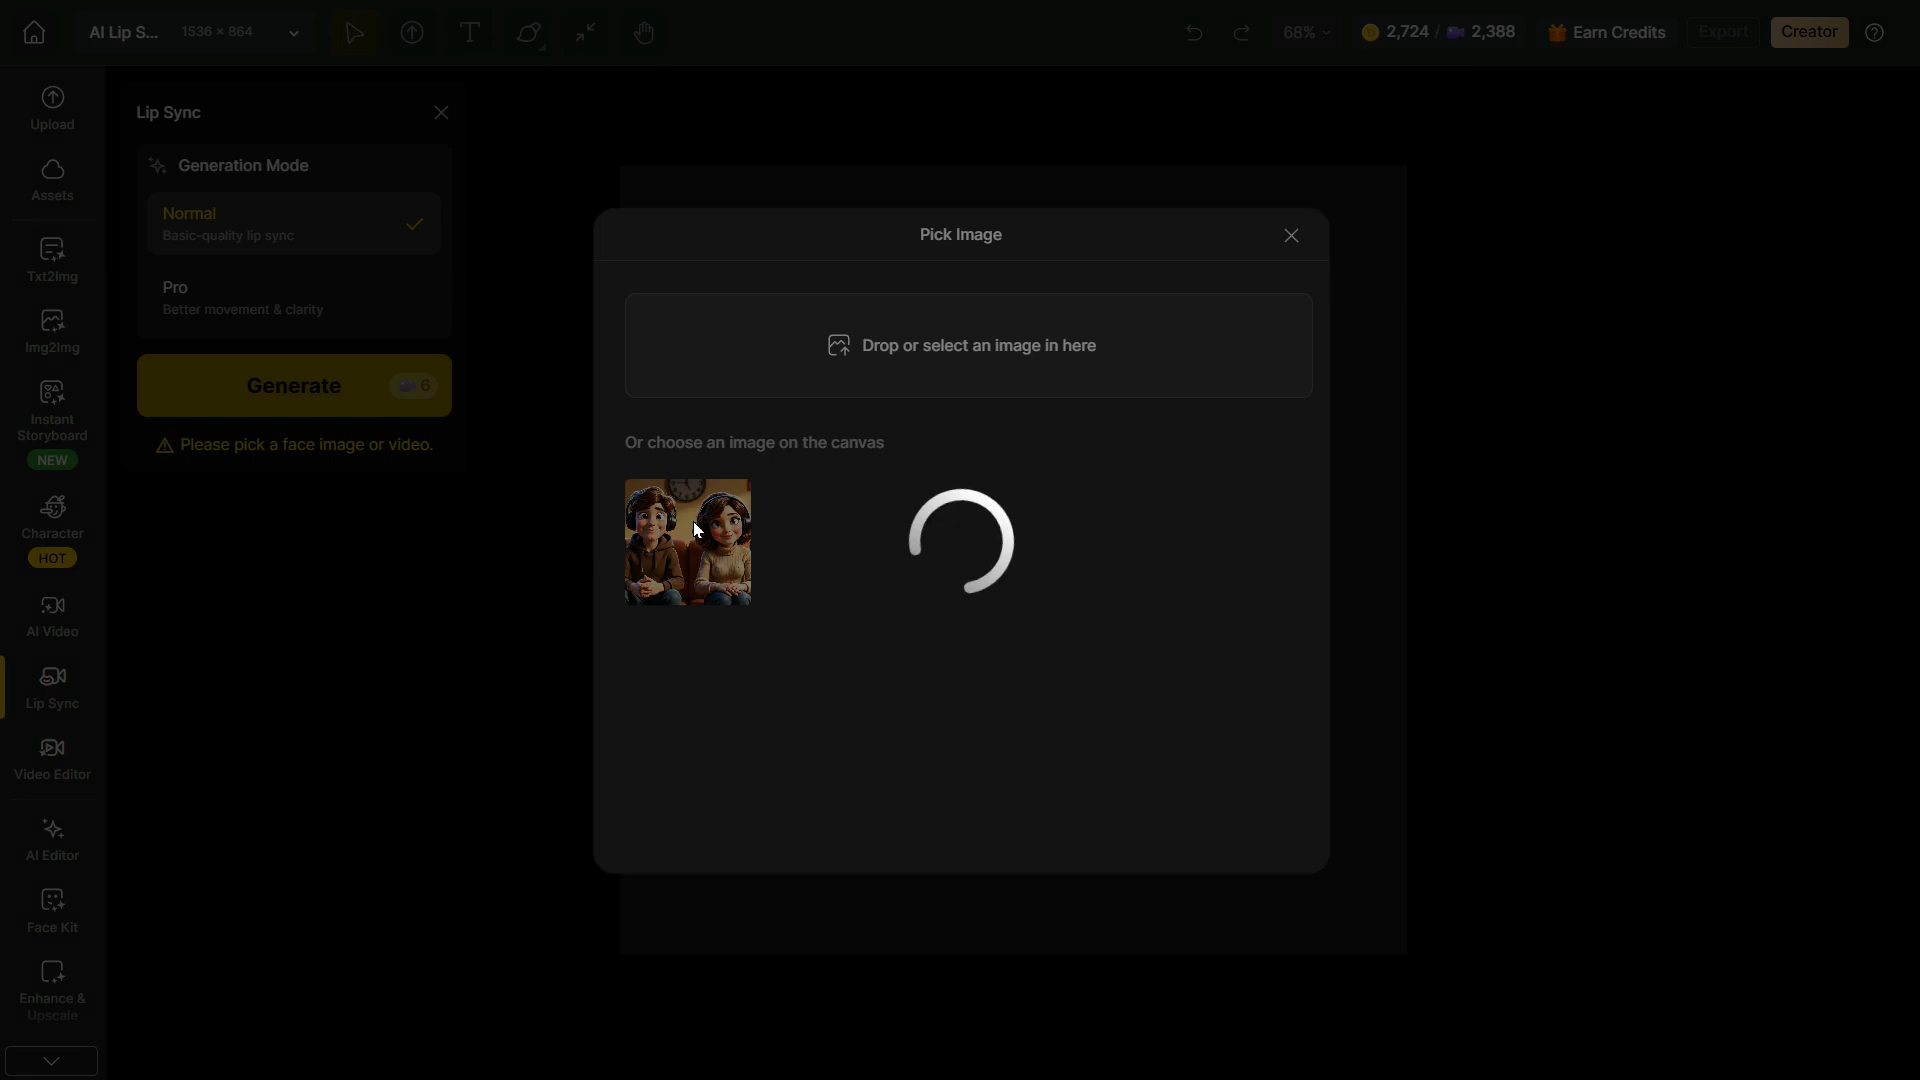 AI Lip S...
1536 × 864
68%
2,724 / 2,388
Earn Credits
Export
Creator
Upload
Assets
Txt2Img
Img2Img
Instant
Storyboard
NEW
Character
HOT
AI Video
Lip Sync
Video Editor
AI Editor
Face Kit
Enhance &
Upscale
Lip Sync
Generation Mode
Normal
Basic-quality lip sync
Pro
Better movement & clarity
Generate 6
Please pick a face image or video.
Pick Image
Drop or select an image in here
Or choose an image on the canvas